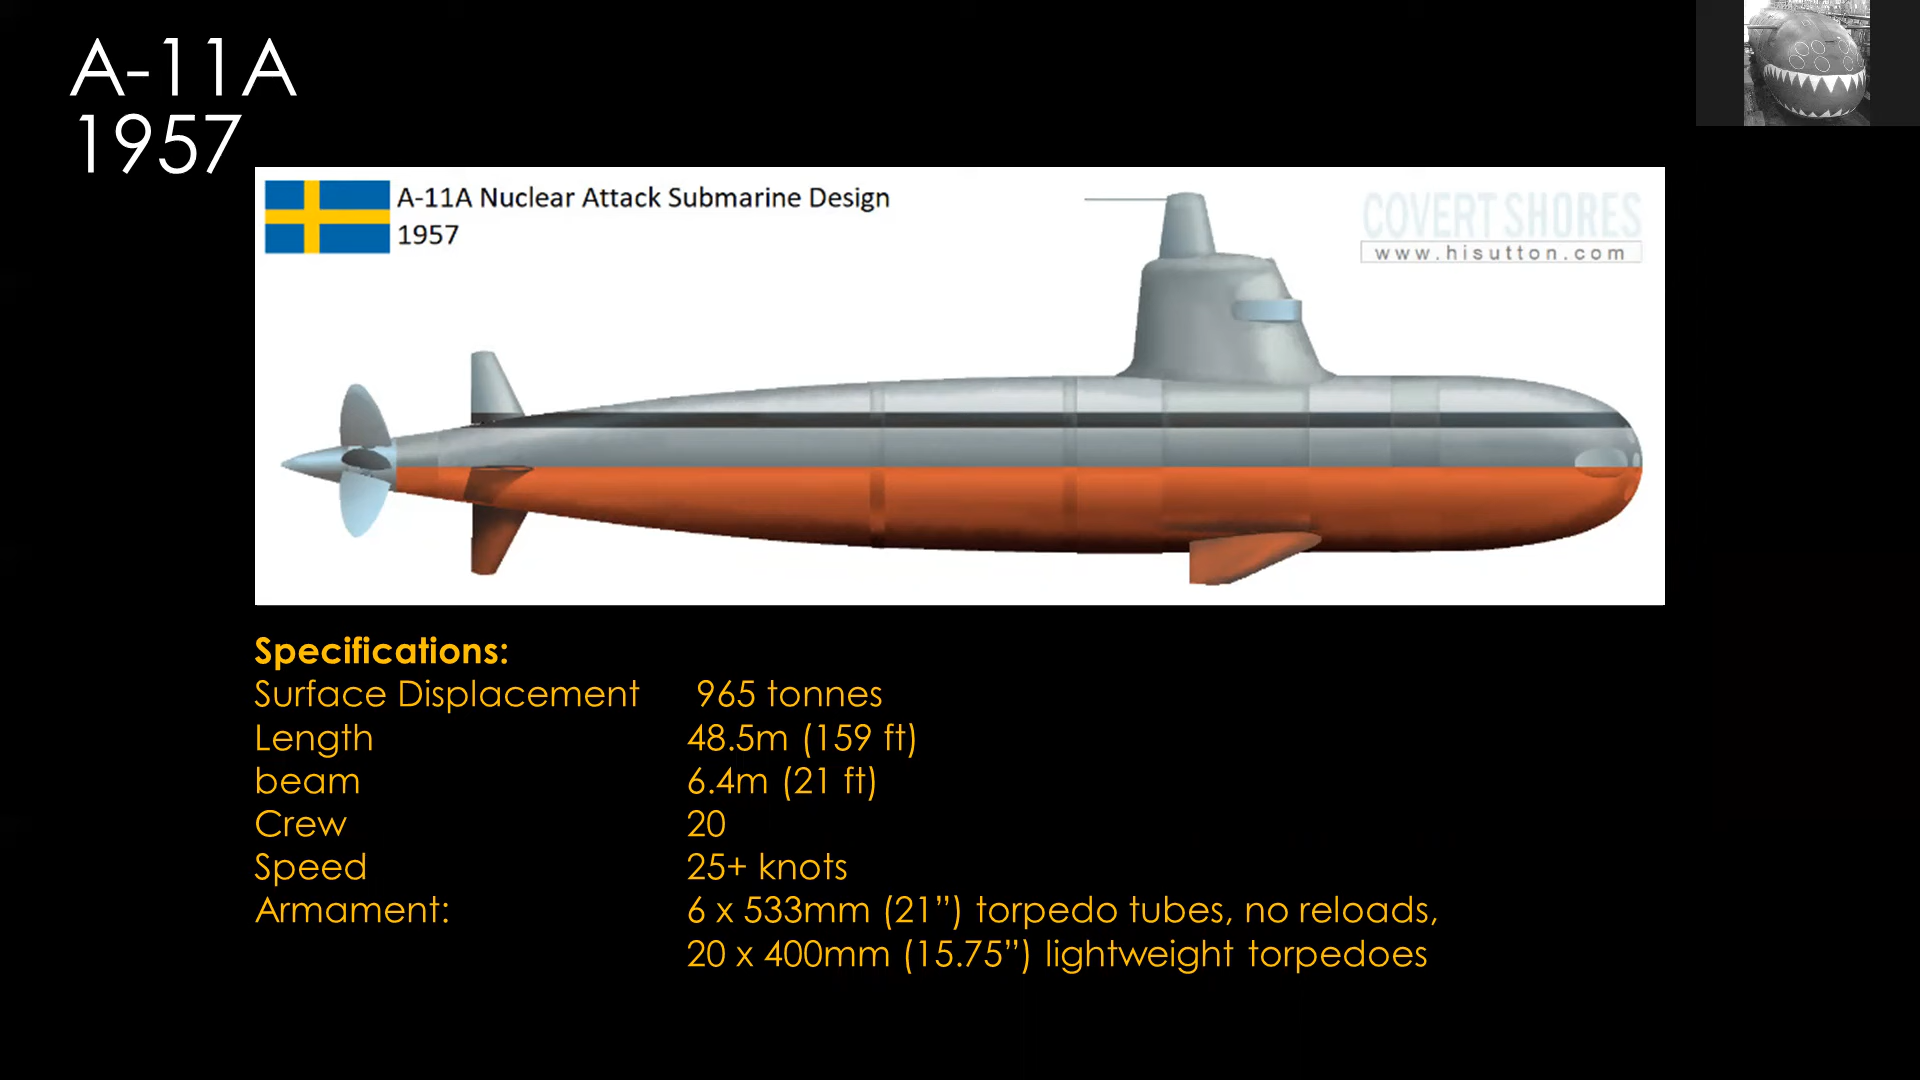 A-11A
1957
A-11A Nuclear Attack Submarine Design
1957
COVERT SHORES
www.hisutton.com
Specifications:
Surface Displacement 965 tonnes
Length 48.5m (159 ft)
beam 6.4m (21 ft)
Crew 20
Speed 25+ knots
Armament: 6 x 533mm (21”) torpedo tubes, no reloads,
20 x 400mm (15.75”) lightweight torpedoes